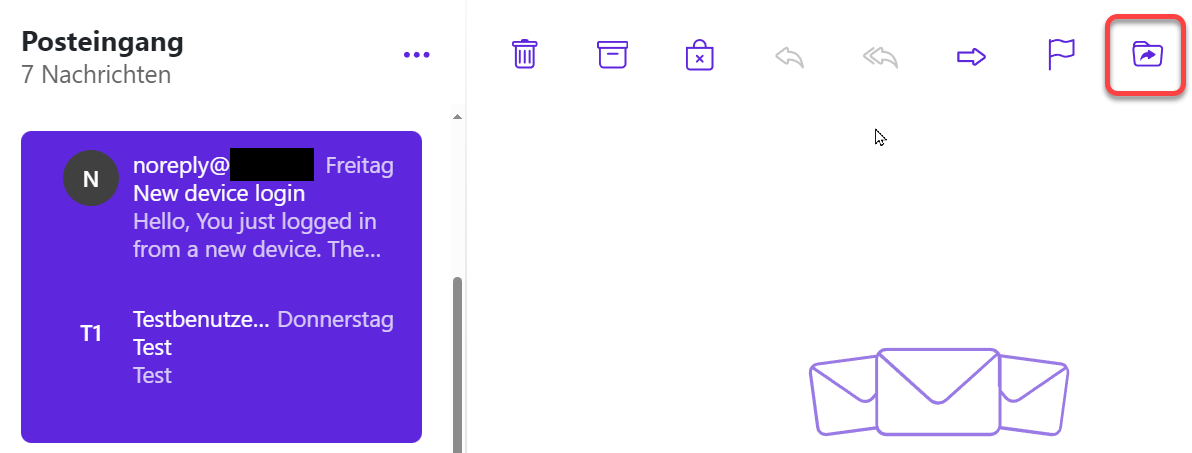 Posteingang
7 Nachrichten
N
noreply@ Freitag
New device login
Hello, You just logged in
from a new device. The...
T1
Testbenutze... Donnerstag
Test
Test